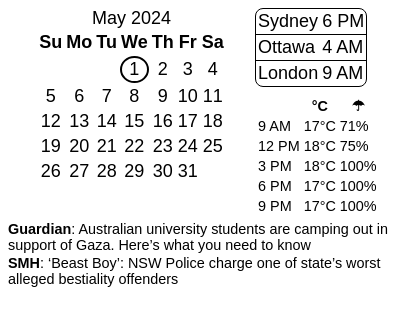 May 2024
Su Mo Tu We Th Fr Sa
1 2 3 4
5 6 7 8 9 10 11
12 13 14 15 16 17 18
19 20 21 22 23 24 25
26 27 28 29 30 31
Sydney 6 PM
Ottawa 4 AM
London 9 AM
°C ☂
9 AM 17°C 71%
12 PM 18°C 75%
3 PM 18°C 100%
6 PM 17°C 100%
9 PM 17°C 100%
Guardian: Australian university students are camping out in
support of Gaza. Here’s what you need to know
SMH: ‘Beast Boy’: NSW Police charge one of state’s worst
alleged bestiality offenders